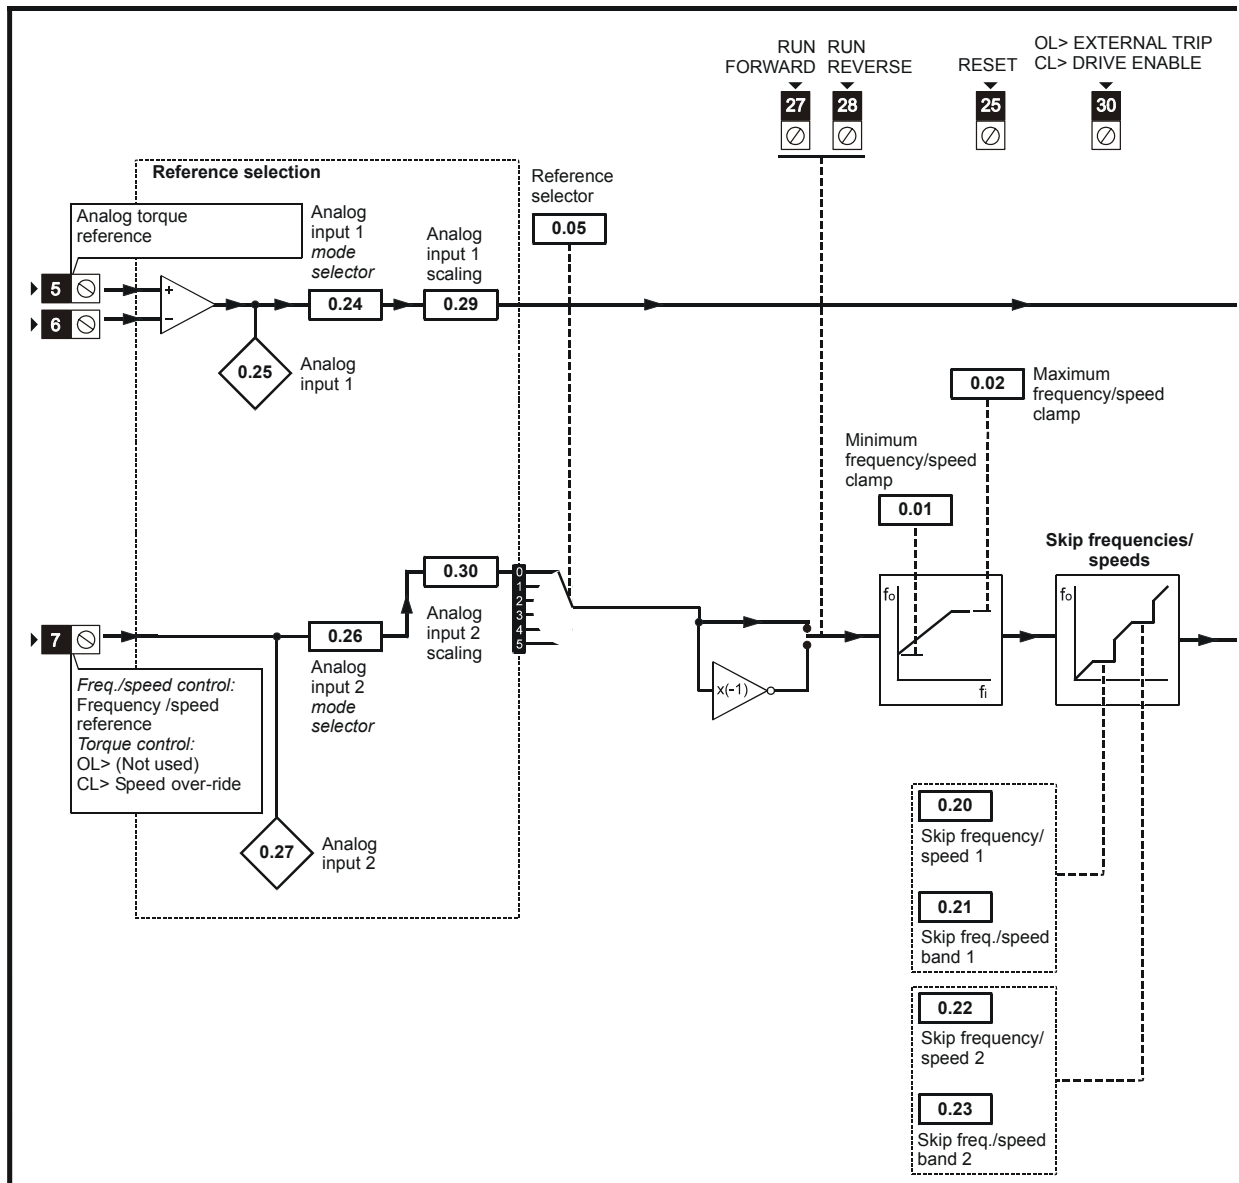 RUN FORWARD
RUN REVERSE
RESET
OL> EXTERNAL TRIP
CL> DRIVE ENABLE
27
28
25
30
Reference selection
Analog torque
reference
5
6
+
−
Analog
input 1
mode
selector
0.24
Analog
input 1
scaling
0.29
0.25
Analog
input 1
Reference
selector
0.05
0.02
Maximum
frequency/speed
clamp
Minimum
frequency/speed
clamp
0.01
Skip frequencies/
speeds
7
Freq./speed control:
Frequency /speed
reference
Torque control:
OL> (Not used)
CL> Speed over-ride
0.26
Analog
input 2
mode
selector
0.30
Analog
input 2
scaling
0
1
2
3
4
5
0.27
Analog
input 2
x(-1)
fo
fi
fo
0.20
Skip frequency/
speed 1
0.21
Skip freq./speed
band 1
0.22
Skip frequency/
speed 2
0.23
Skip freq./speed
band 2